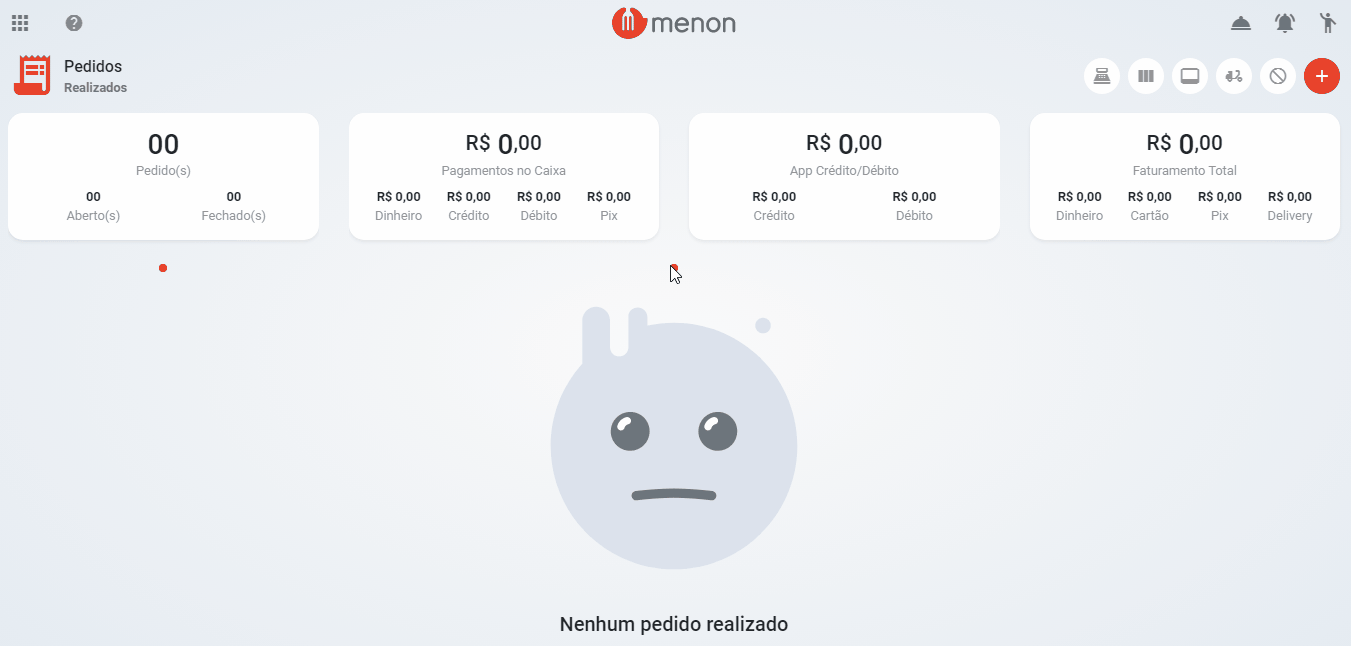 menon
Pedidos
Realizados
00
Pedido(s)
00 00
Aberto(s) Fechado(s)
R$ 0,00
Pagamentos no Caixa
R$ 0,00 R$ 0,00 R$ 0,00 R$ 0,00
Dinheiro Crédito Débito Pix
R$ 0,00
App Crédito/Débito
R$ 0,00 R$ 0,00
Crédito Débito
R$ 0,00
Faturamento Total
R$ 0,00 R$ 0,00 R$ 0,00 R$ 0,00
Dinheiro Cartão Pix Delivery
Nenhum pedido realizado